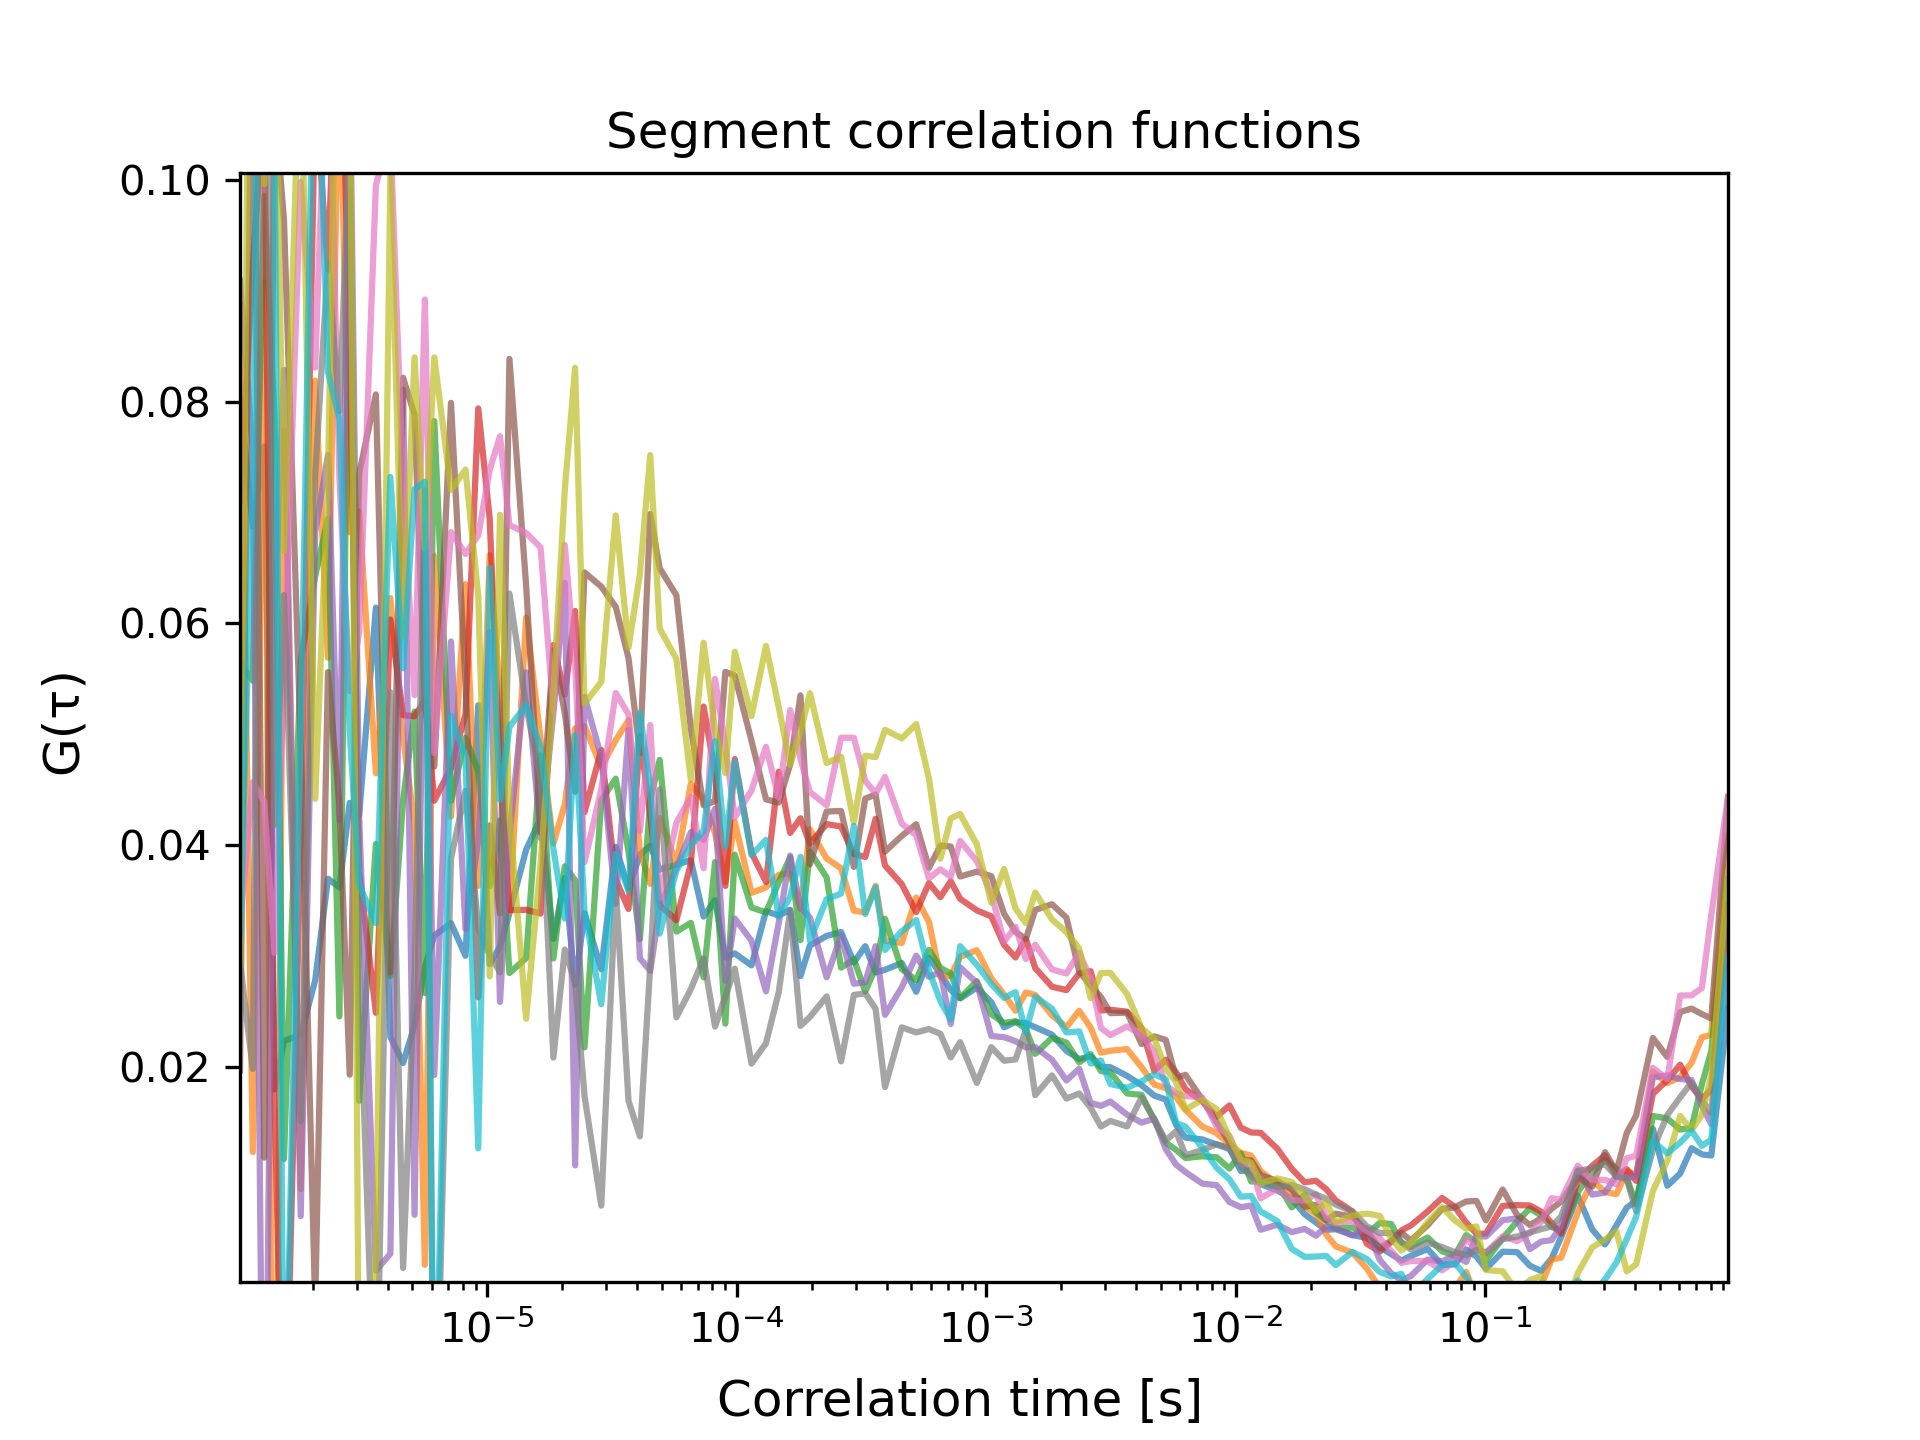 Segment correlation functions
0.10
0.08
0.06
0.04
0.02
G(τ)
10⁻⁵ 10⁻⁴ 10⁻³ 10⁻² 10⁻¹
Correlation time [s]